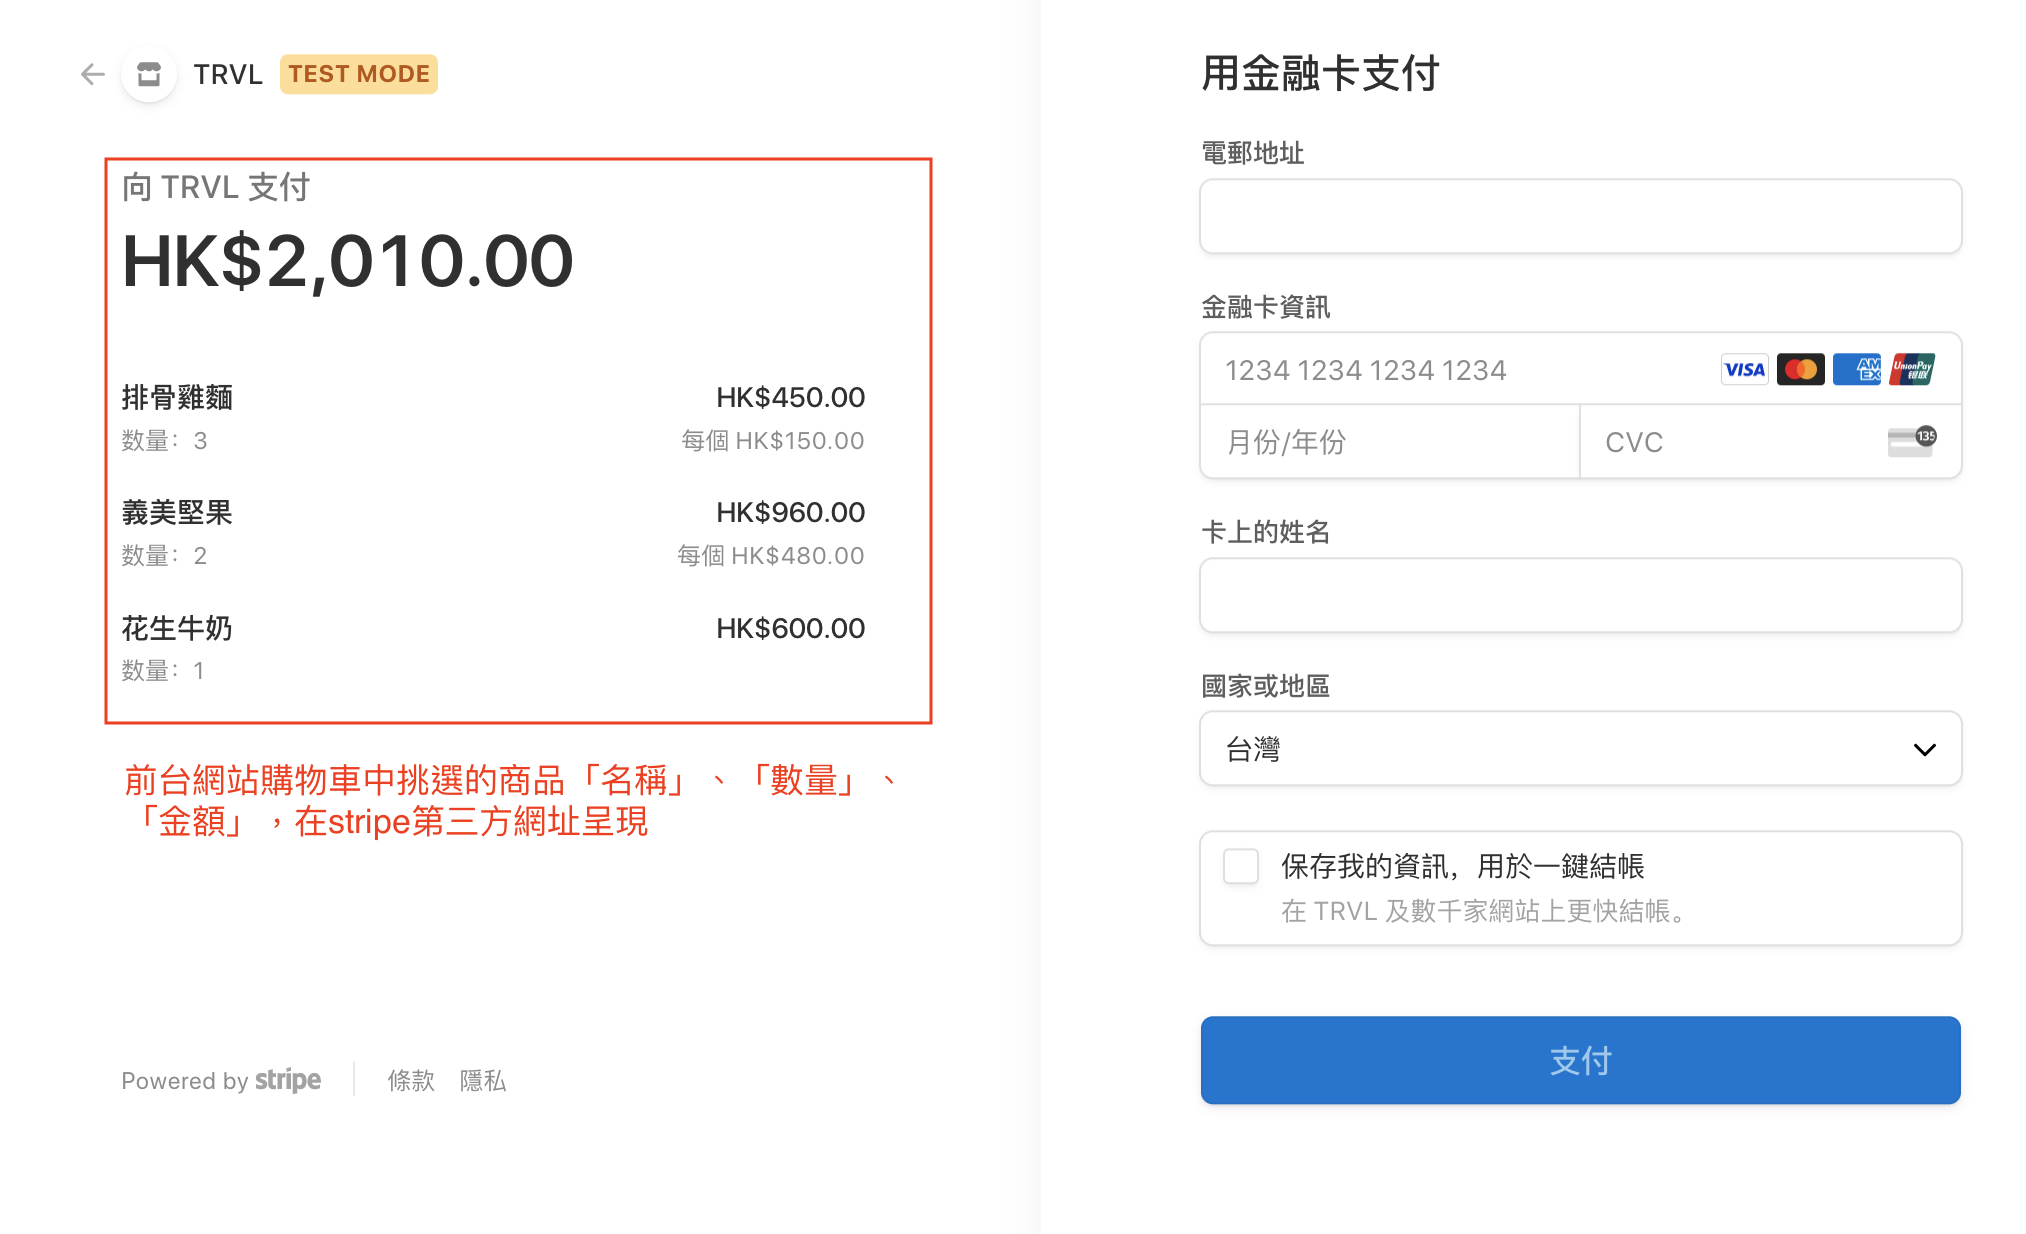 TRVL TEST MODE
向 TRVL 支付
HK$2,010.00
排骨雞麵 HK$450.00
数量：3 每個 HK$150.00
義美堅果 HK$960.00
数量：2 每個 HK$480.00
花生牛奶 HK$600.00
数量：1
前台網站購物車中挑選的商品「名稱」、「數量」、
「金額」，在stripe第三方網址呈現
Powered by stripe 條款 隱私
用金融卡支付
電郵地址
金融卡資訊
1234 1234 1234 1234 VISA AMEX UnionPay 银联
月份/年份 CVC 135
卡上的姓名
國家或地區
台灣
保存我的資訊，用於一鍵結帳
在 TRVL 及數千家網站上更快結帳。
支付